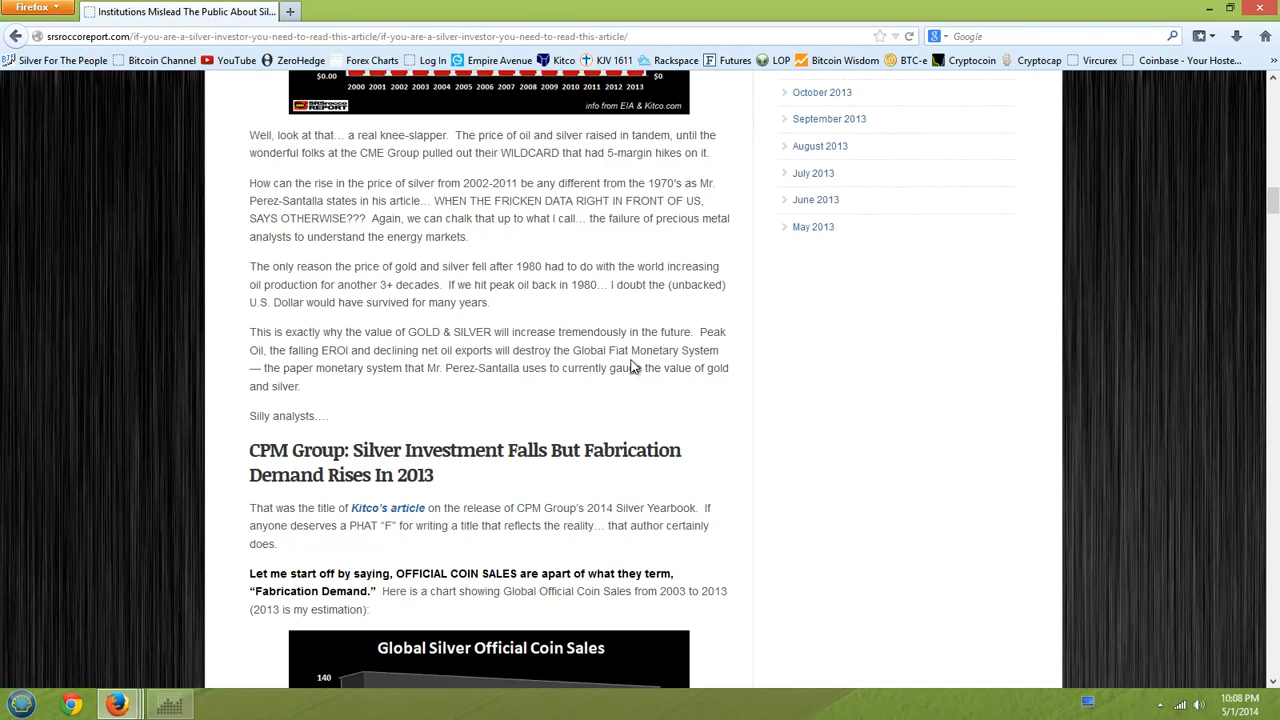 Firefox
Institutions Mislead The Public About Sil...
srsroccoreport.com/if-you-are-a-silver-investor-you-need-to-read-this-article/if-you-are-a-silver-investor-you-need-to-read-this-article/
Google
Silver For The People Bitcoin Channel YouTube ZeroHedge Forex Charts Log In Empire Avenue Kitco KJV 1611 Rackspace Futures LOP Bitcoin Wisdom BTC-e Cryptocoin Cryptocap Vircurex Coinbase - Your Hoste...
$0.00 $0
2000 2001 2002 2003 2004 2005 2006 2007 2008 2009 2010 2011 2012 2013
SRSrocco REPORT info from EIA & Kitco.com
Well, look at that… a real knee-slapper. The price of oil and silver raised in tandem, until the
wonderful folks at the CME Group pulled out their WILDCARD that had 5-margin hikes on it.
How can the rise in the price of silver from 2002-2011 be any different from the 1970's as Mr.
Perez-Santalla states in his article… WHEN THE FRICKEN DATA RIGHT IN FRONT OF US,
SAYS OTHERWISE??? Again, we can chalk that up to what I call… the failure of precious metal
analysts to understand the energy markets.
The only reason the price of gold and silver fell after 1980 had to do with the world increasing
oil production for another 3+ decades. If we hit peak oil back in 1980… I doubt the (unbacked)
U.S. Dollar would have survived for many years.
This is exactly why the value of GOLD & SILVER will increase tremendously in the future. Peak
Oil, the falling EROI and declining net oil exports will destroy the Global Fiat Monetary System
— the paper monetary system that Mr. Perez-Santalla uses to currently gauge the value of gold
and silver.
Silly analysts….
CPM Group: Silver Investment Falls But Fabrication
Demand Rises In 2013
That was the title of Kitco's article on the release of CPM Group's 2014 Silver Yearbook. If
anyone deserves a PHAT “F” for writing a title that reflects the reality… that author certainly
does.
Let me start off by saying, OFFICIAL COIN SALES are apart of what they term,
“Fabrication Demand.” Here is a chart showing Global Official Coin Sales from 2003 to 2013
(2013 is my estimation):
Global Silver Official Coin Sales
140
October 2013
September 2013
August 2013
July 2013
June 2013
May 2013
10:08 PM
5/1/2014